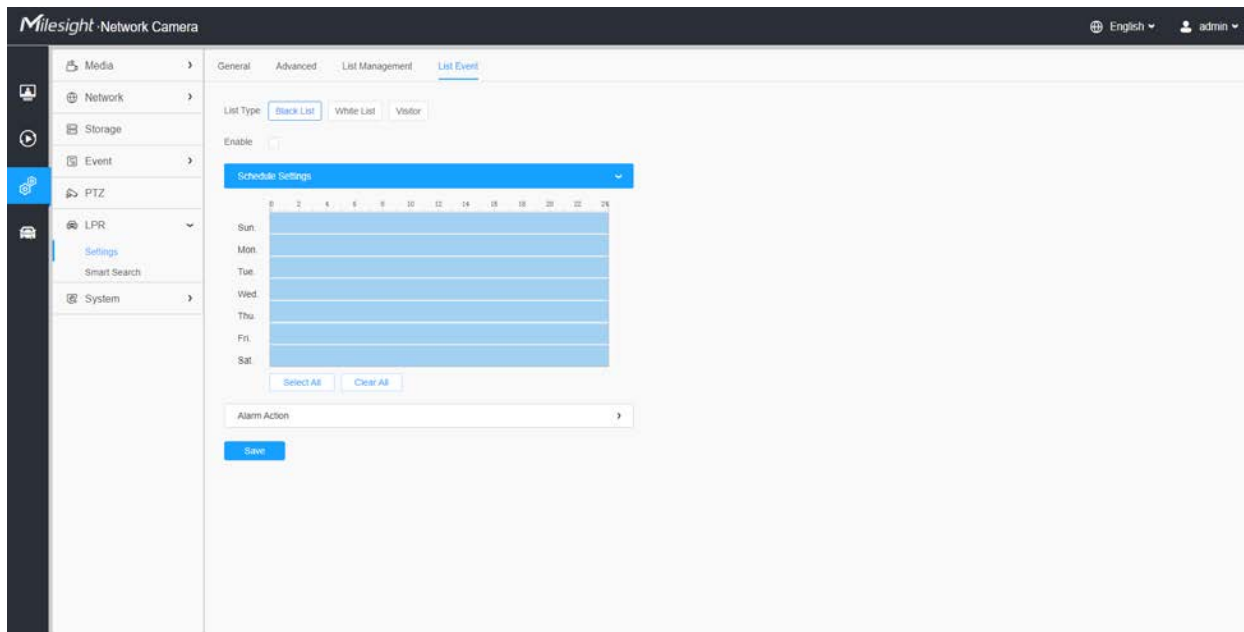 Milesight Network Camera
English
admin
Media
Network
Storage
Event
PTZ
LPR
Settings
Smart Search
System
General Advanced List Management List Event
List Type Black List White List Visitor
Enable
Schedule Settings
0 2 4 6 8 10 12 14 16 18 20 22 24
Sun.
Mon.
Tue.
Wed.
Thu.
Fri.
Sat.
Select All Clear All
Alarm Action
Save